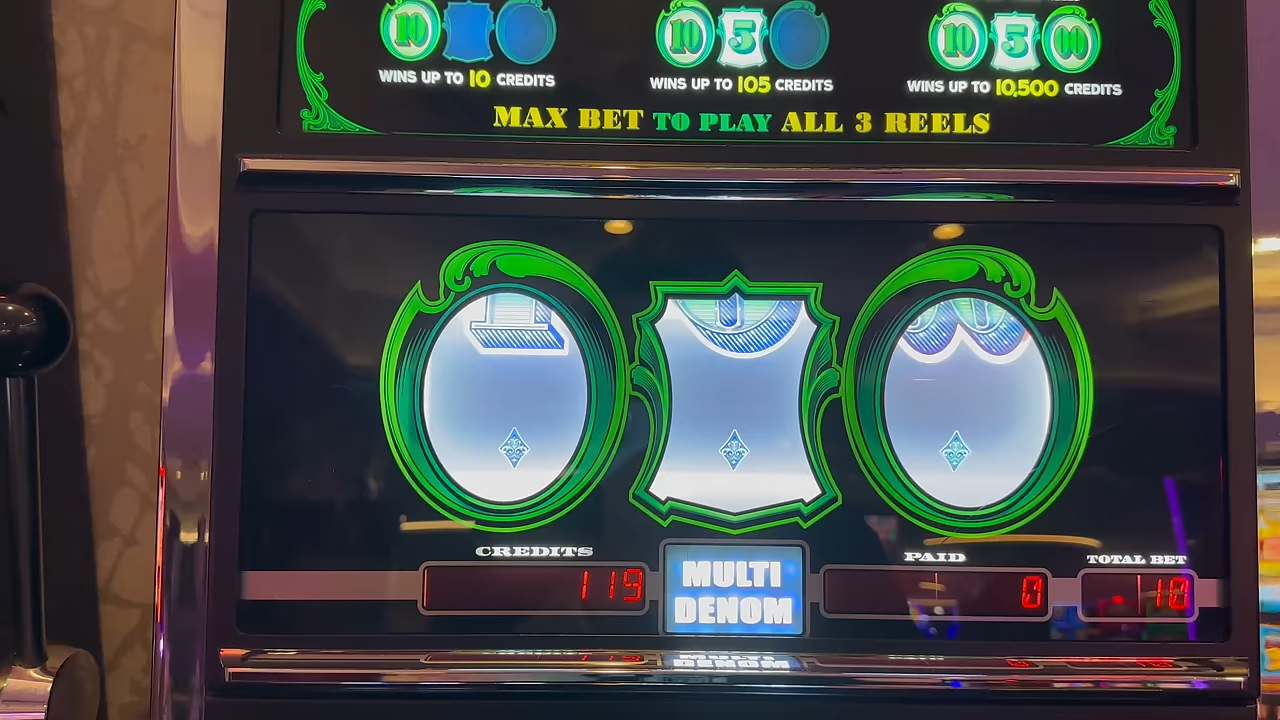 10
10 5
10 5 00
WINS UP TO 10 CREDITS
WINS UP TO 105 CREDITS
WINS UP TO 10,500 CREDITS
MAX BET TO PLAY ALL 3 REELS
CREDITS
PAID
TOTAL BET
119
MULTI
DENOM
0
10